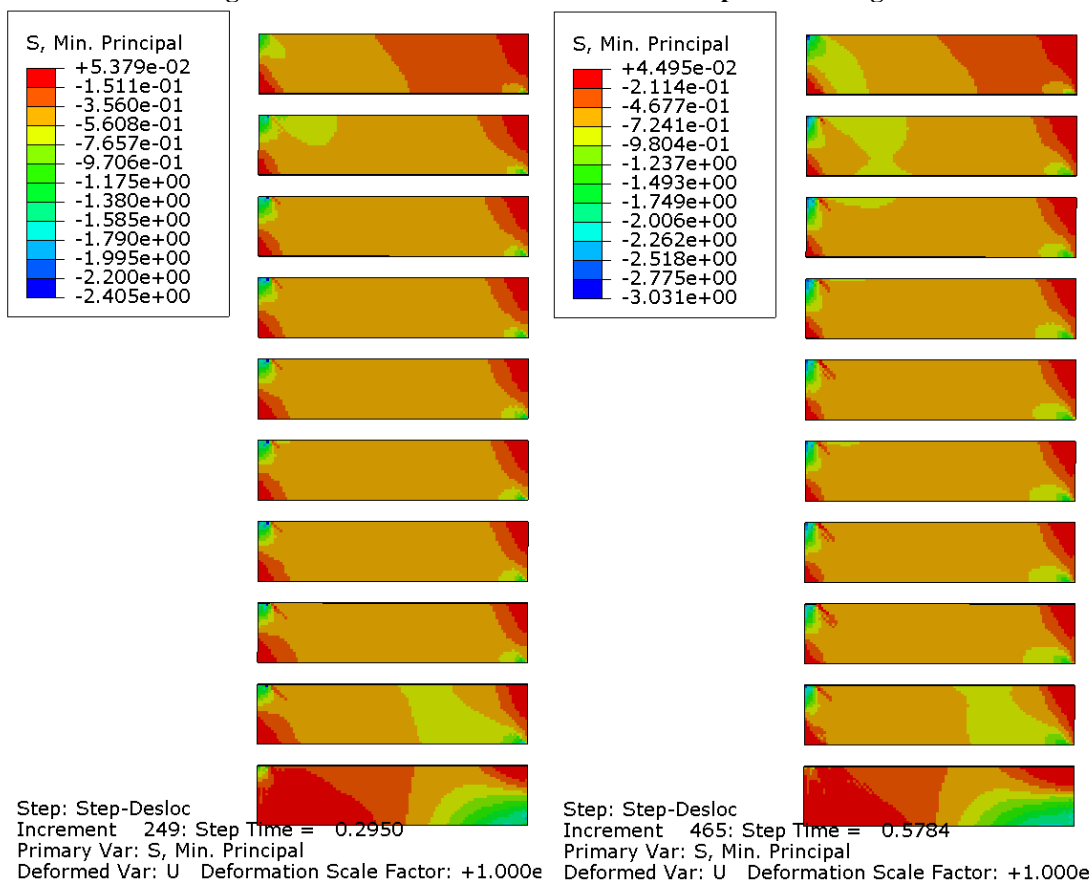 S, Min. Principal
+5.379e-02
-1.511e-01
-3.560e-01
-5.608e-01
-7.657e-01
-9.706e-01
-1.175e+00
-1.380e+00
-1.585e+00
-1.790e+00
-1.995e+00
-2.200e+00
-2.405e+00
Step: Step-Desloc
Increment 249: Step Time = 0.2950
Primary Var: S, Min. Principal
Deformed Var: U Deformation Scale Factor: +1.000e
S, Min. Principal
+4.495e-02
-2.114e-01
-4.677e-01
-7.241e-01
-9.804e-01
-1.237e+00
-1.493e+00
-1.749e+00
-2.006e+00
-2.262e+00
-2.518e+00
-2.775e+00
-3.031e+00
Step: Step-Desloc
Increment 465: Step Time = 0.5784
Primary Var: S, Min. Principal
Deformed Var: U Deformation Scale Factor: +1.000e